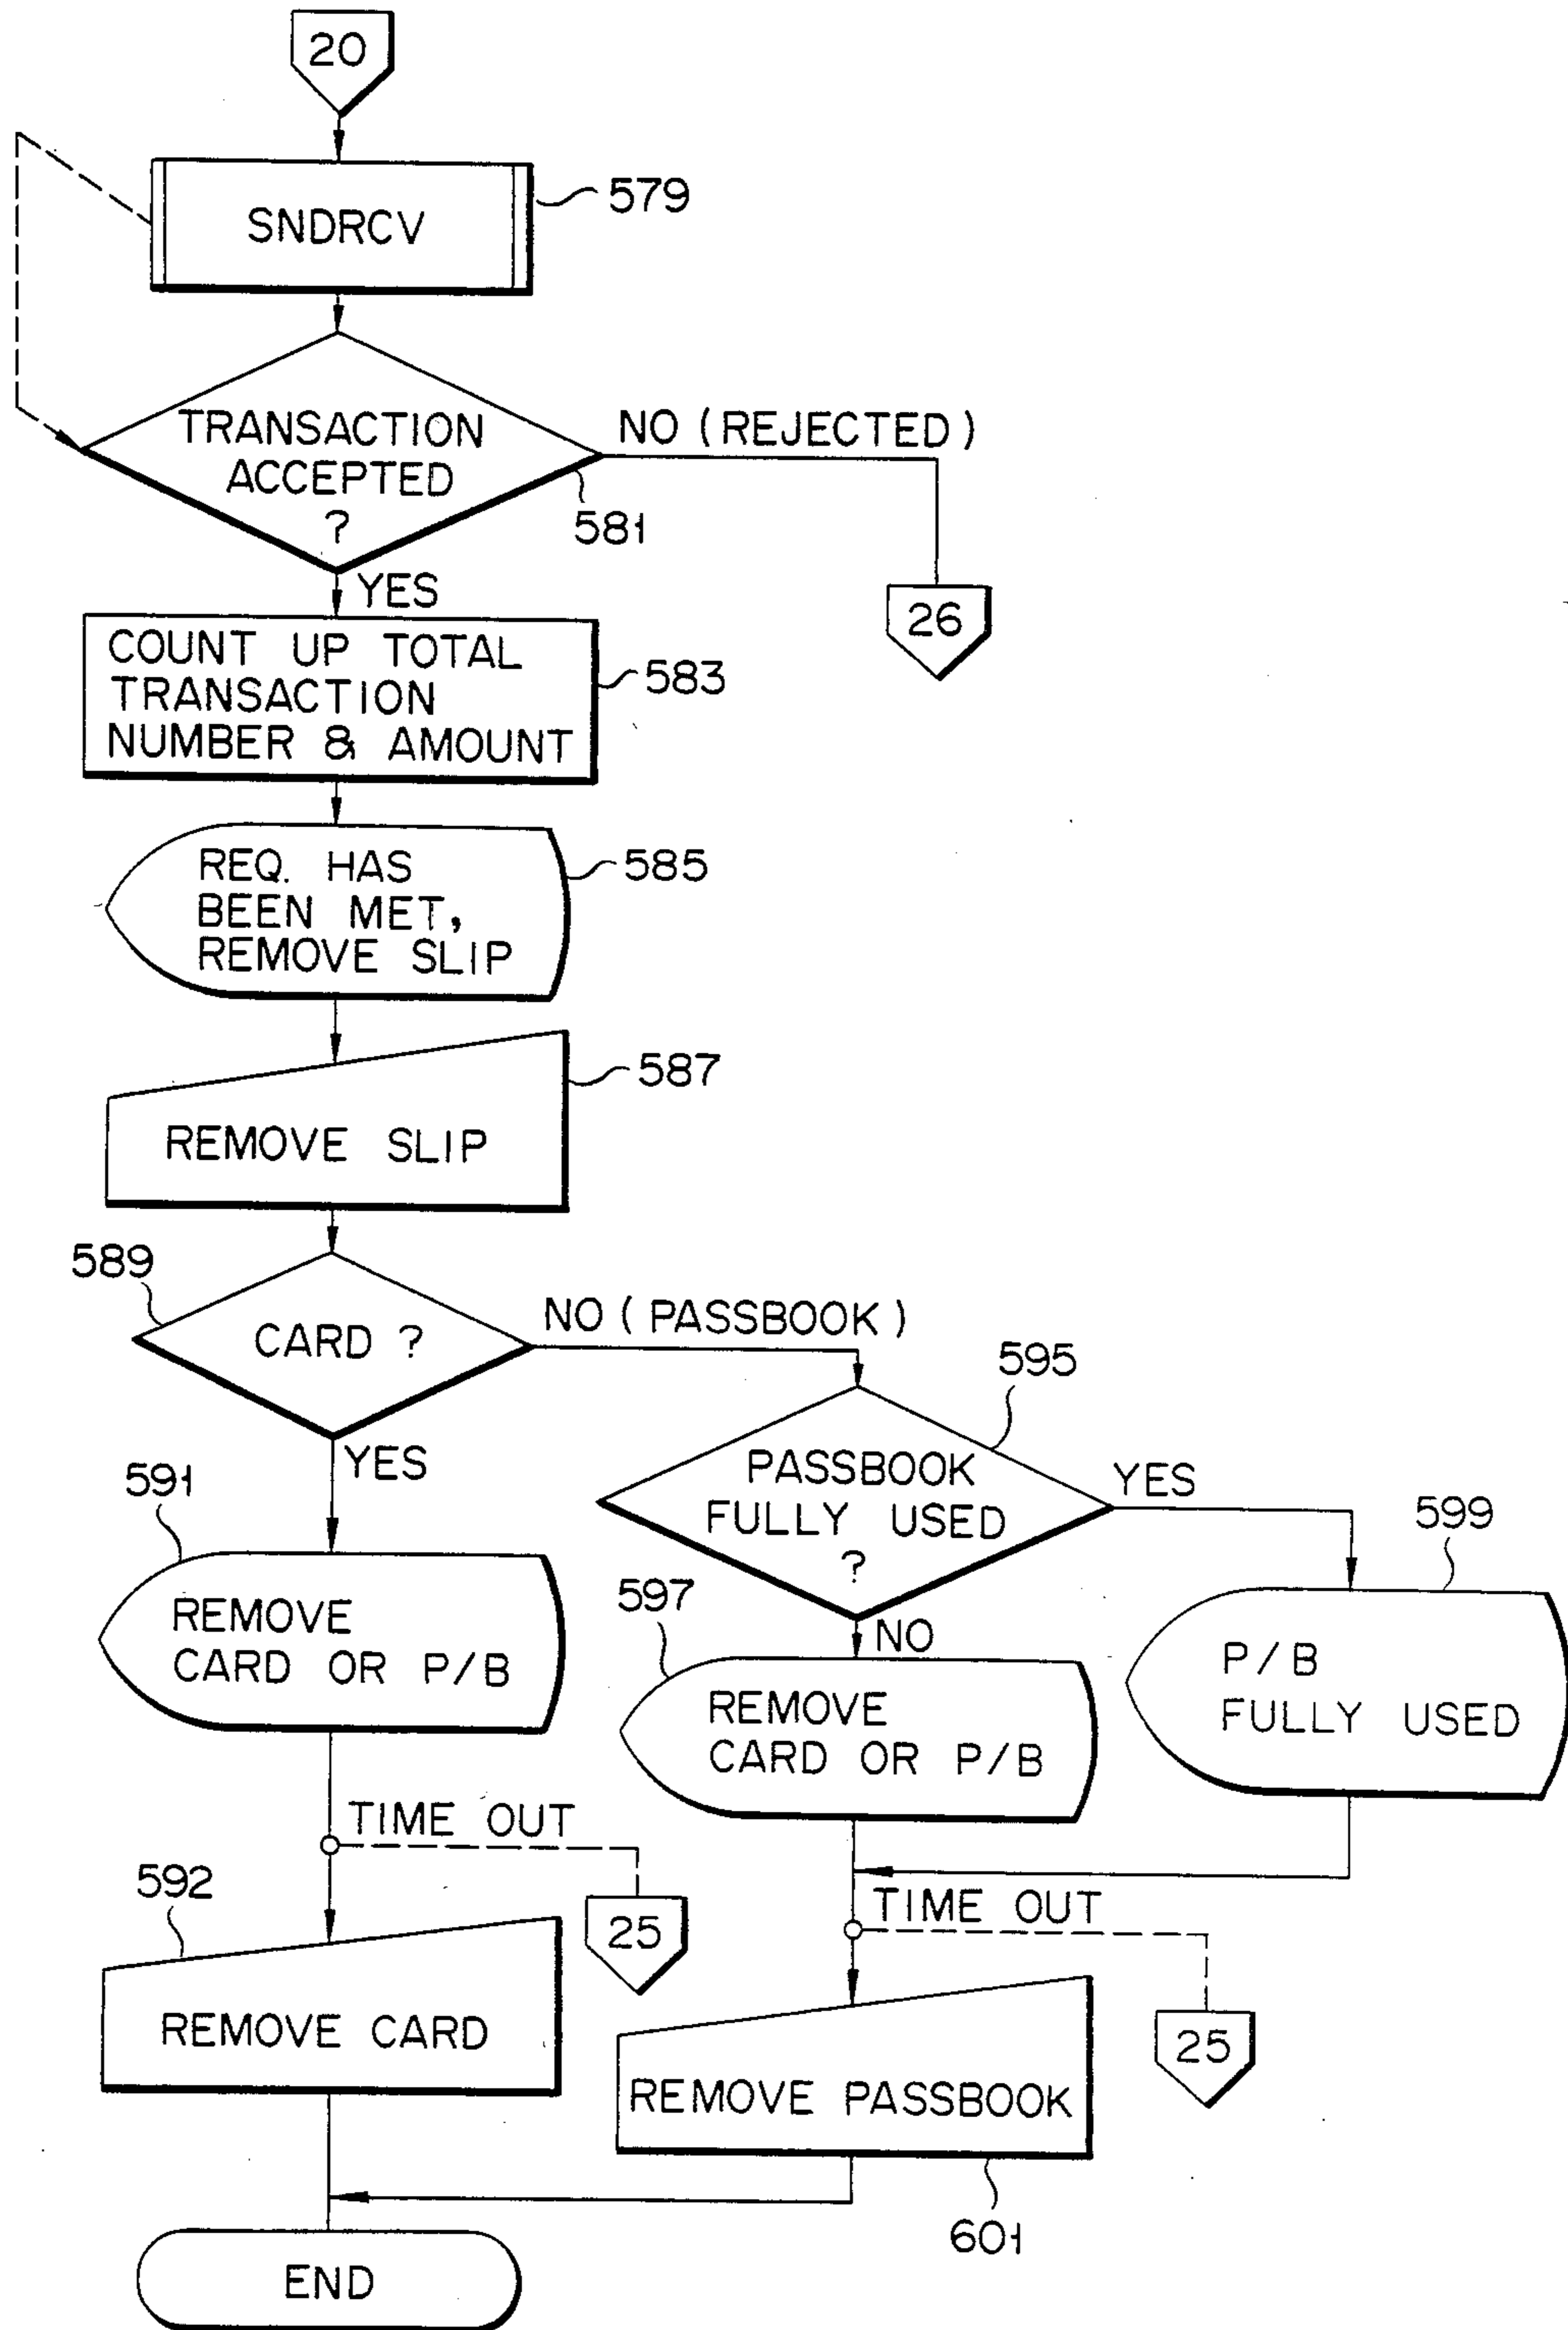 20
SNDRCV
579
TRANSACTION
ACCEPTED
?
NO (REJECTED)
581
YES
26
COUNT UP TOTAL
TRANSACTION
NUMBER & AMOUNT
583
REQ. HAS
BEEN MET,
REMOVE SLIP
585
587
REMOVE SLIP
589
CARD ?
NO (PASSBOOK)
595
YES
PASSBOOK
FULLY USED
?
YES
591
599
597
NO
REMOVE
CARD OR P/B
REMOVE
CARD OR P/B
P/B
FULLY USED
TIME OUT
592
25
TIME OUT
REMOVE CARD
25
REMOVE PASSBOOK
601
END